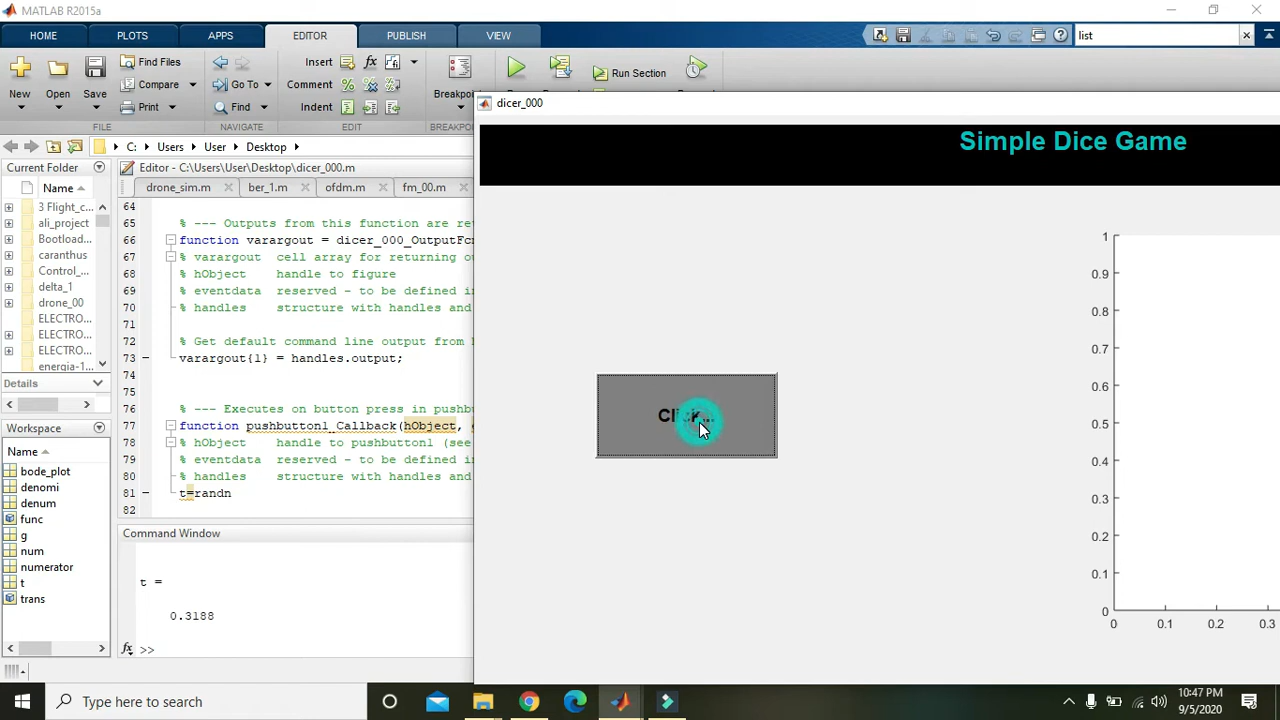 MATLAB R2015a
HOME PLOTS APPS EDITOR PUBLISH VIEW list
New Open Save Find Files Compare Print Go To Find Insert Comment Indent Breakpoints Run Section
FILE NAVIGATE EDIT BREAKPO
C: Users User Desktop
dicer_000
Simple Dice Game
Current Folder
Name
3 Flight_c...
ali_project
Bootload...
caranthus
Control_...
delta_1
drone_00
ELECTRO...
ELECTRO...
ELECTRO...
energia-1...
Details
Workspace
Name
bode_plot
denomi
denum
func
g
num
numerator
t
trans
Editor - C:\Users\User\Desktop\dicer_000.m
drone_sim.m ber_1.m ofdm.m fm_00.m
64
65 % --- Outputs from this function are ret
66 function varargout = dicer_000_OutputFcn
67 % varargout cell array for returning ou
68 % hObject handle to figure
69 % eventdata reserved - to be defined in
70 % handles structure with handles and
71
72 % Get default command line output from h
73 varargout{1} = handles.output;
74
75
76 % --- Executes on button press in pushbu
77 function pushbutton1_Callback(hObject,
78 % hObject handle to pushbutton1 (see
79 % eventdata reserved - to be defined in
80 % handles structure with handles and
81 t=randn
82
Command Window
t =
0.3188
fx >>
Click...
1
0.9
0.8
0.7
0.6
0.5
0.4
0.3
0.2
0.1
0
0 0.1 0.2 0.3
Type here to search
10:47 PM
9/5/2020